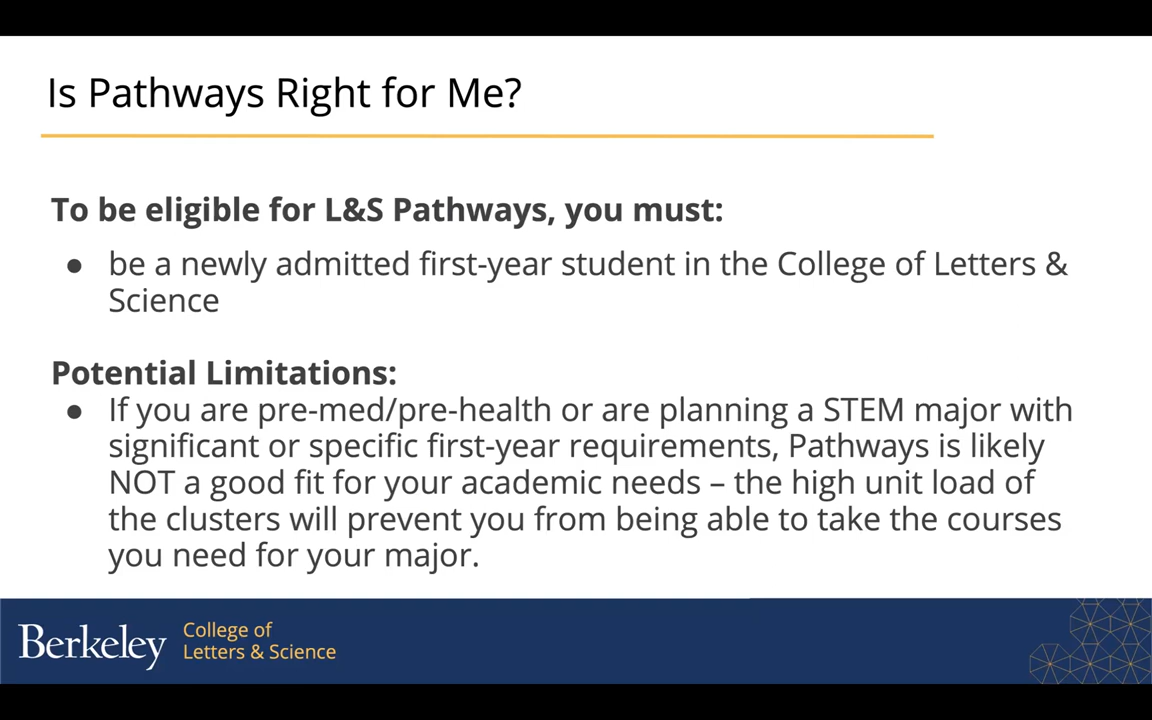 Is Pathways Right for Me?
To be eligible for L&S Pathways, you must:
● be a newly admitted first-year student in the College of Letters &
Science
Potential Limitations:
● If you are pre-med/pre-health or are planning a STEM major with
significant or specific first-year requirements, Pathways is likely
NOT a good fit for your academic needs – the high unit load of
the clusters will prevent you from being able to take the courses
you need for your major.
Berkeley
College of
Letters & Science